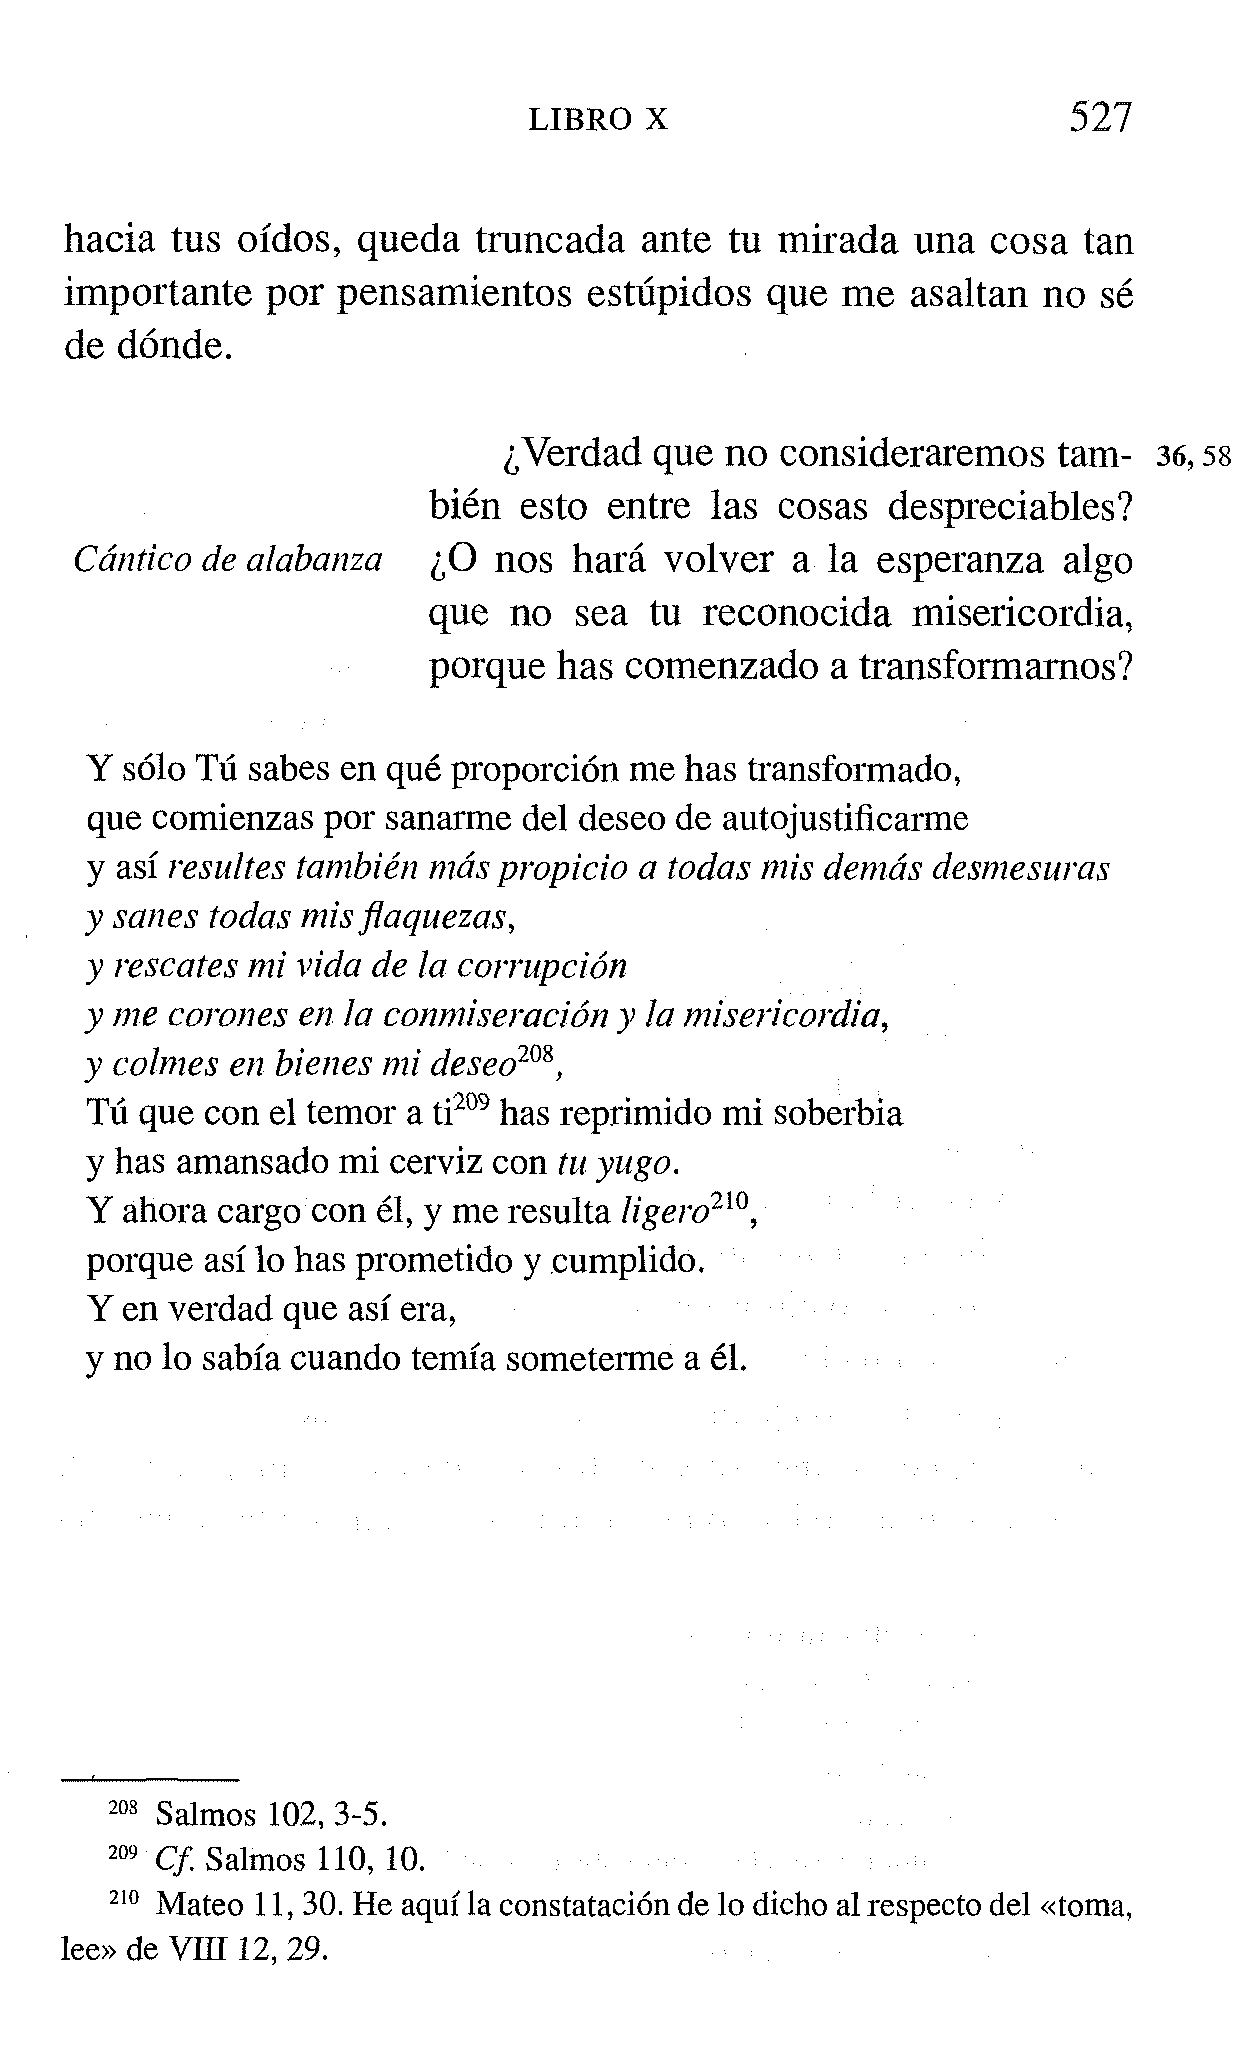 LIBRO X 527
hacia tus oídos, queda truncada ante tu mirada una cosa tan
importante por pensamientos estúpidos que me asaltan no sé
de dónde.
¿Verdad que no consideraremos tam- 36, 58
bién esto entre las cosas despreciables?
Cántico de alabanza ¿O nos hará volver a la esperanza algo
que no sea tu reconocida misericordia,
porque has comenzado a transformarnos?
Y sólo Tú sabes en qué proporción me has transformado,
que comienzas por sanarme del deseo de autojustificarme
y así resultes también más propicio a todas mis demás desmesuras
y sanes todas mis flaquezas,
y rescates mi vida de la corrupción
y me corones en la conmiseración y la misericordia,
y colmes en bienes mi deseo²⁰⁸,
Tú que con el temor a ti²⁰⁹ has reprimido mi soberbia
y has amansado mi cerviz con tu yugo.
Y ahora cargo con él, y me resulta ligero²¹⁰,
porque así lo has prometido y cumplido.
Y en verdad que así era,
y no lo sabía cuando temía someterme a él.
²⁰⁸ Salmos 102, 3-5.
²⁰⁹ Cf. Salmos 110, 10.
²¹⁰ Mateo 11, 30. He aquí la constatación de lo dicho al respecto del «toma,
lee» de VIII 12, 29.